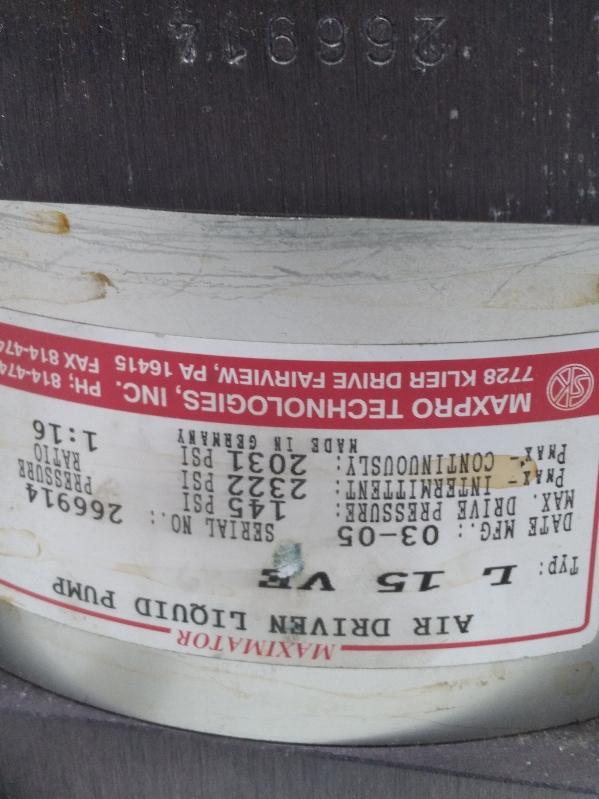 MAXIMATOR
AIR DRIVEN LIQUID PUMP
TYP: L 15 VE
DATE MFG: 03-05 SERIAL NO.: 266914
MAX. DRIVE PRESSURE: 145 PSI
PMAX - INTERMITTENT: 2322 PSI PRESSURE
PMAX - CONTINUOUSLY: 2031 PSI RATIO
MADE IN GERMANY 1:16
MAXPRO TECHNOLOGIES, INC. PH; 814-474
7728 KLIER DRIVE FAIRVIEW, PA 16415 FAX 814-474
266914